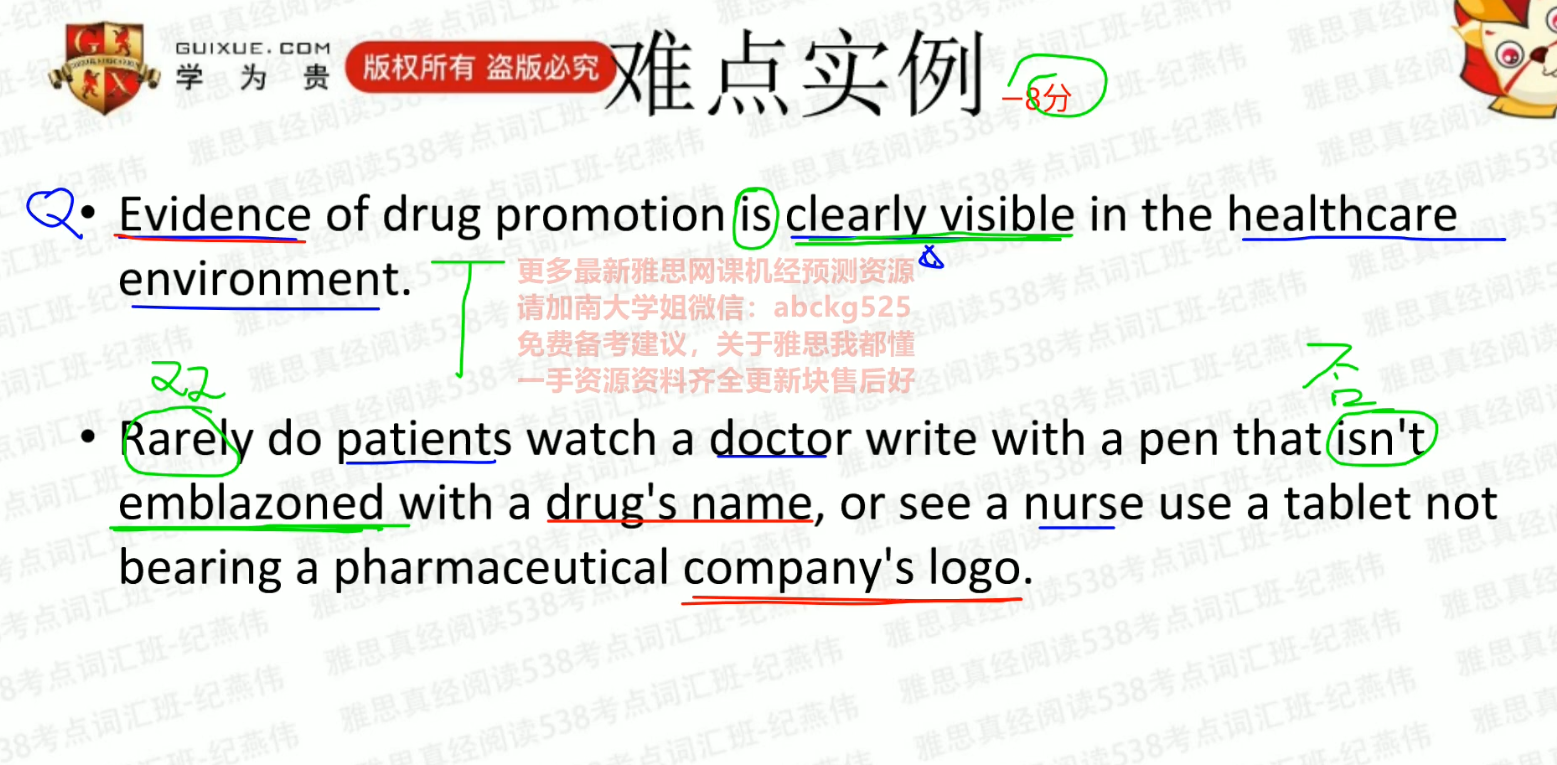 GUIXUE.COM
学为贵
版权所有 盗版必究
难点实例
—8分
Q
• Evidence of drug promotion is clearly visible in the healthcare
environment.
T
更多最新雅思网课机经预测资源
请加南大学姐微信：abckg525
免费备考建议，关于雅思我都懂
一手资源资料齐全更新块售后好
否
• Rarely do patients watch a doctor write with a pen that isn't
emblazoned with a drug's name, or see a nurse use a tablet not
bearing a pharmaceutical company's logo.
雅思真经阅读538考点词汇班-纪燕伟